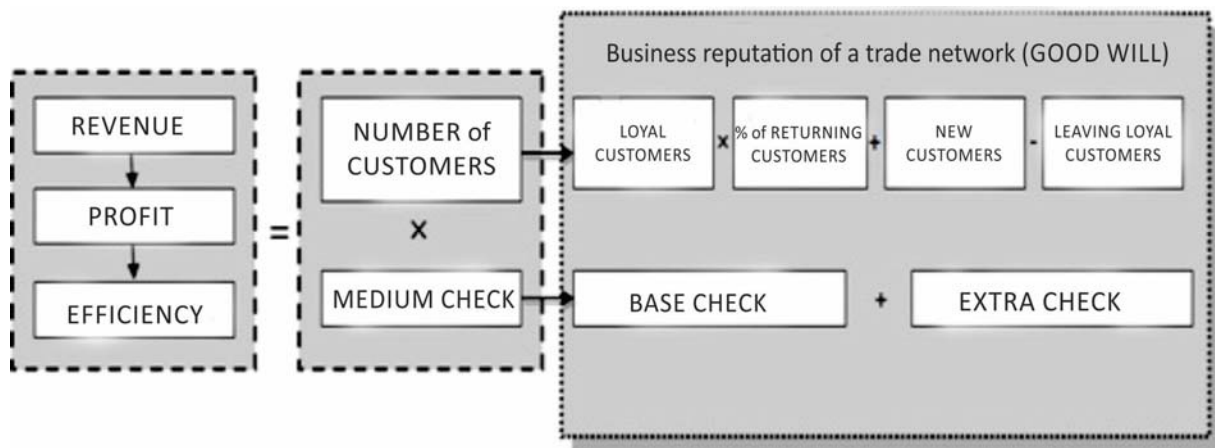 Business reputation of a trade network (GOOD WILL)
REVENUE
PROFIT
EFFICIENCY
=
NUMBER of
CUSTOMERS
X
MEDIUM CHECK
LOYAL
CUSTOMERS
x
% of RETURNING
CUSTOMERS
+
NEW
CUSTOMERS
-
LEAVING LOYAL
CUSTOMERS
BASE CHECK
+
EXTRA CHECK